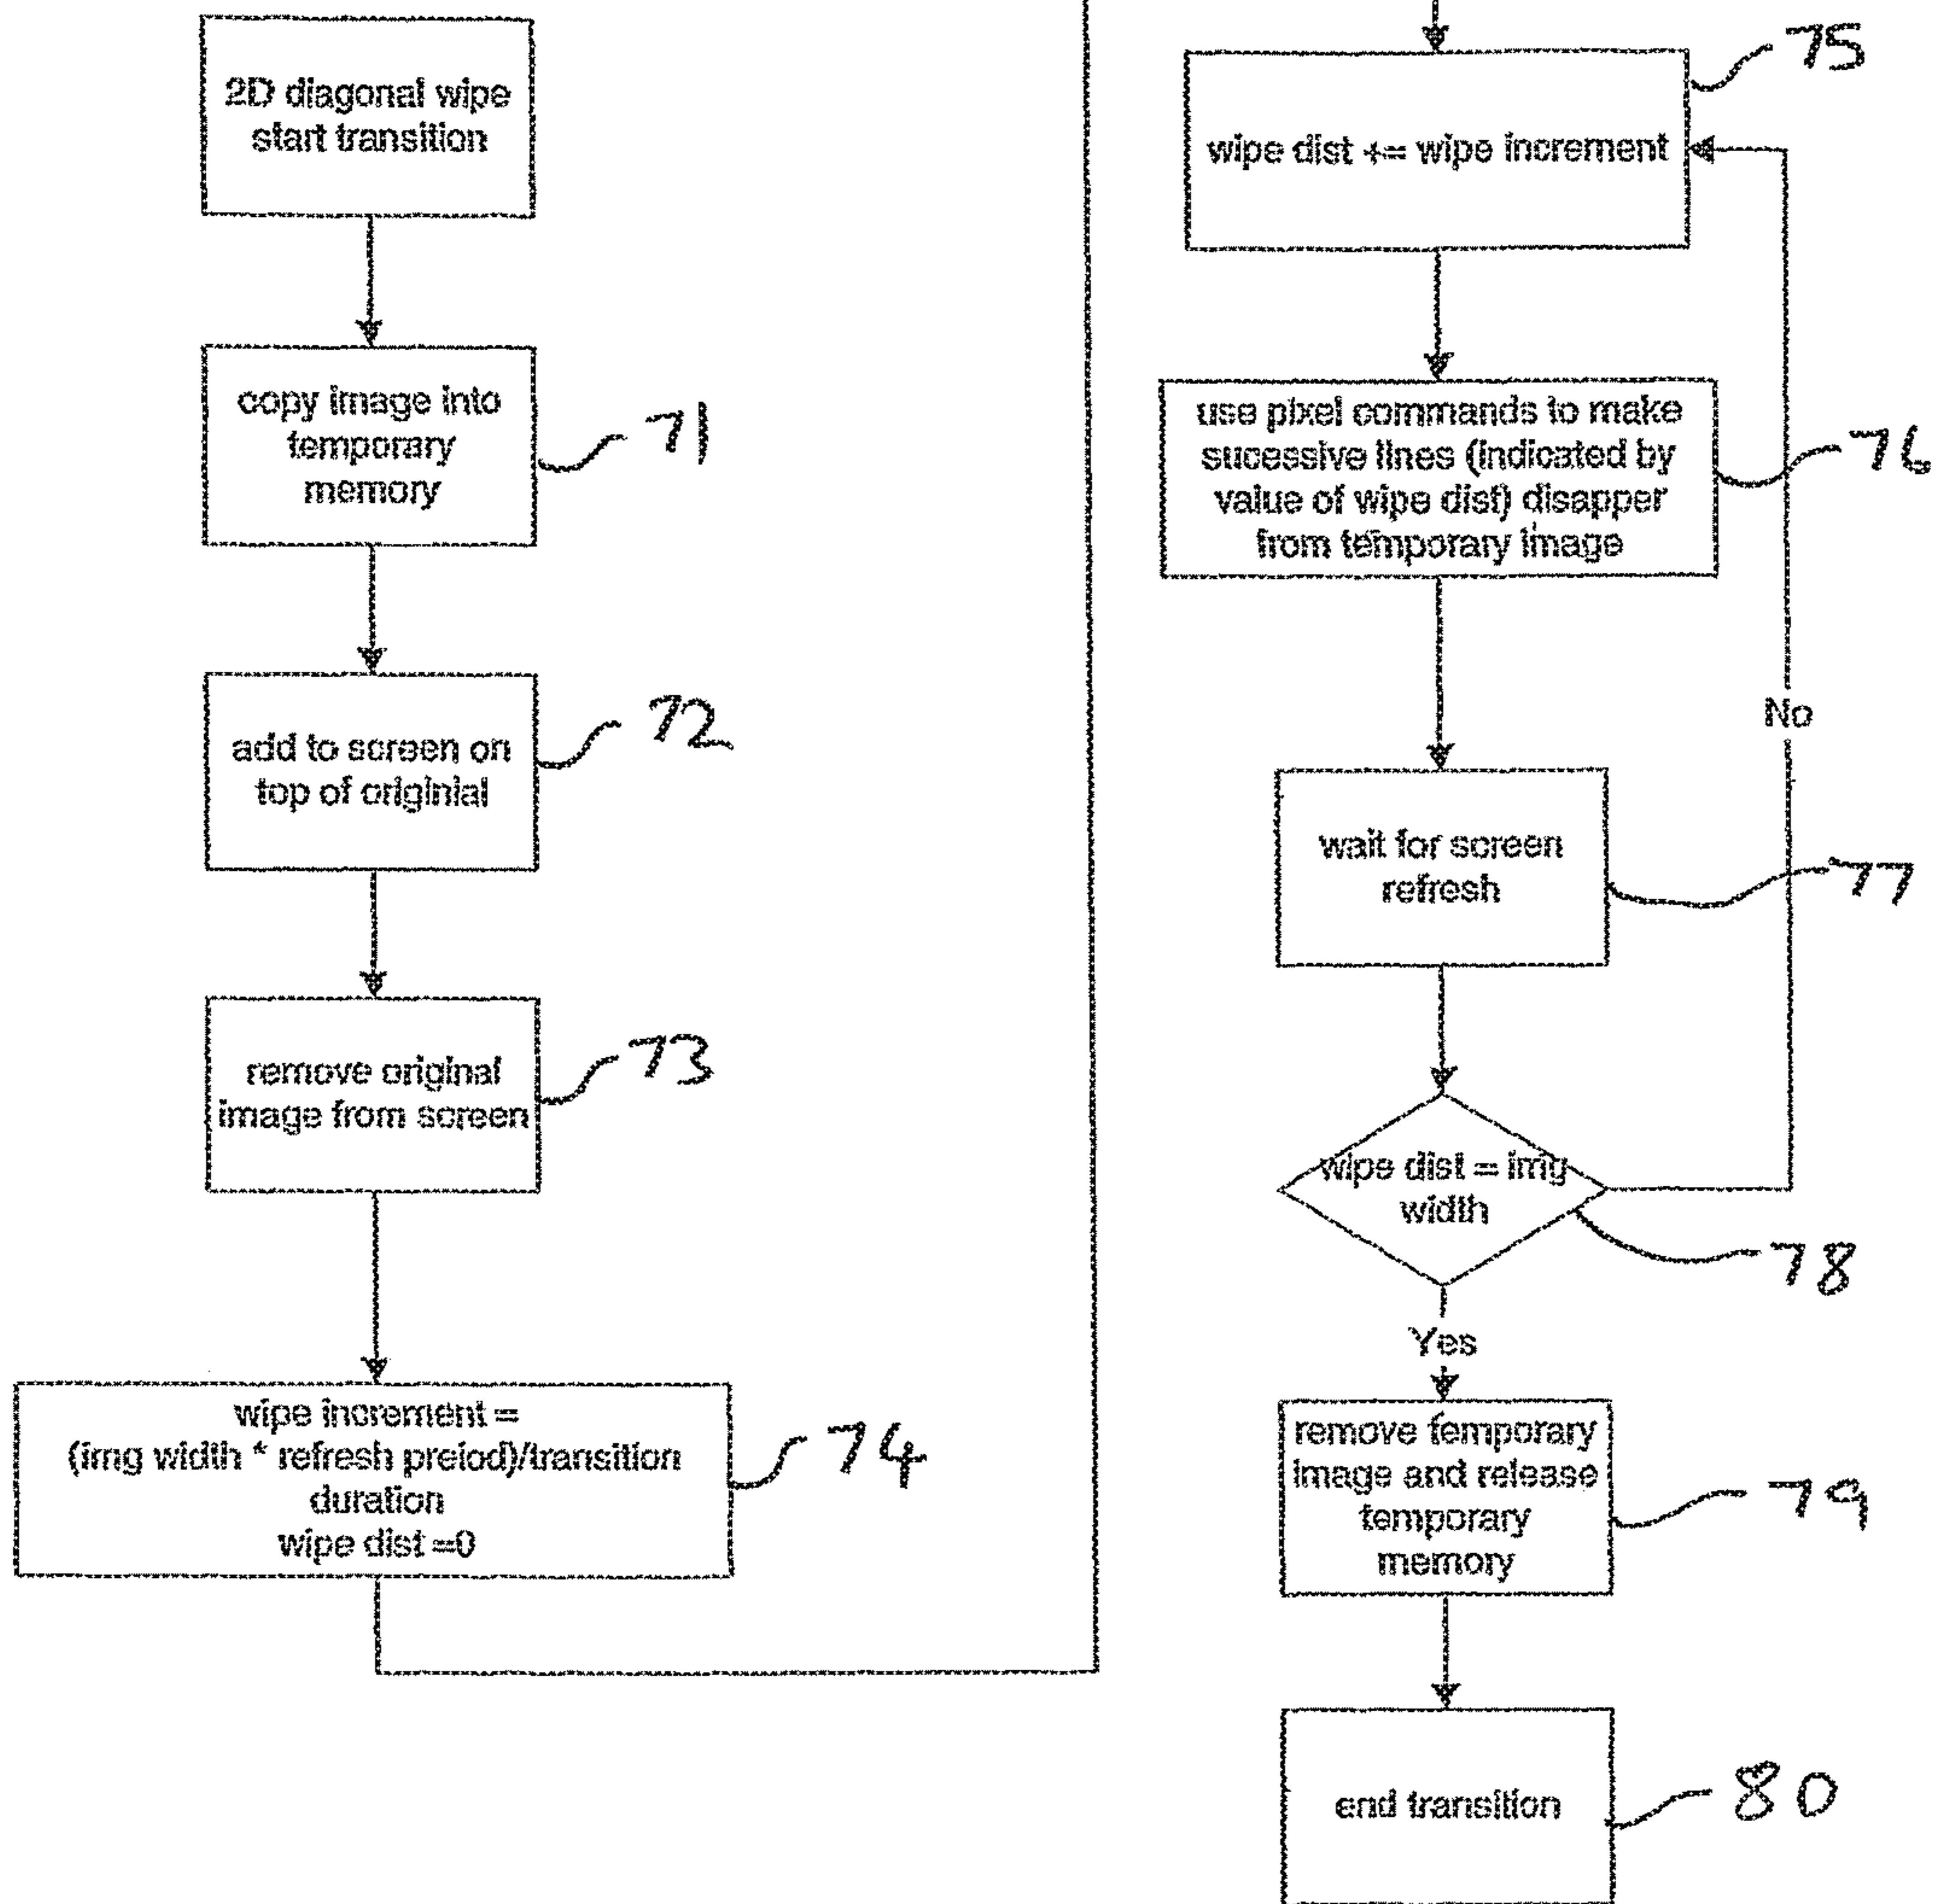 2D diagonal wipe
start transition
copy image into
temporary
memory
71
add to screen on
top of originial
72
remove original
image from screen
73
wipe increment =
(img width * refresh preiod)/transition
duration
wipe dist =0
74
wipe dist += wipe increment
75
use pixel commands to make
sucessive lines (indicated by
value of wipe dist) disapper
from temporary image
76
No
wait for screen
refresh
77
wipe dist = img
width
78
Yes
remove temporary
image and release
temporary
memory
79
end transition
80